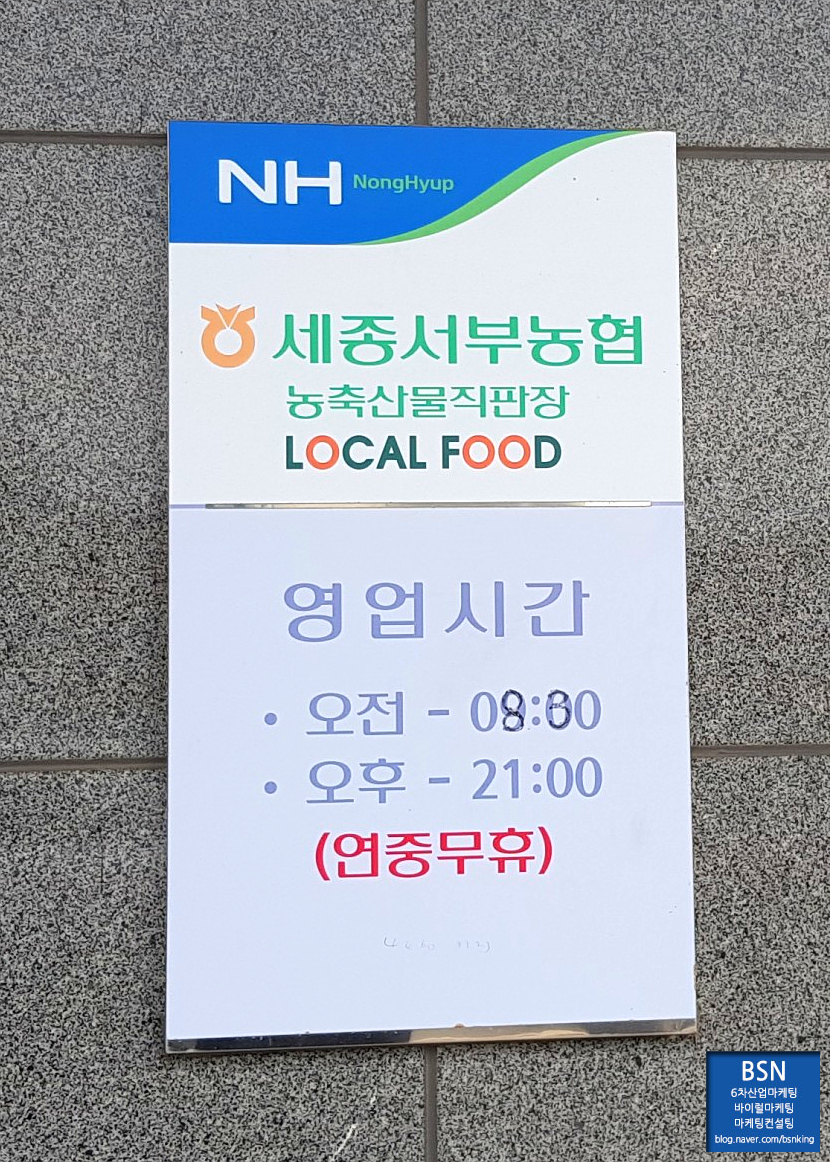 NH NongHyup
세종서부농협
농축산물직판장
LOCAL FOOD
영업시간
• 오전 - 08:30
• 오후 - 21:00
(연중무휴)
BSN
6차산업마케팅
바이럴마케팅
마케팅컨설팅
blog.naver.com/bsnking